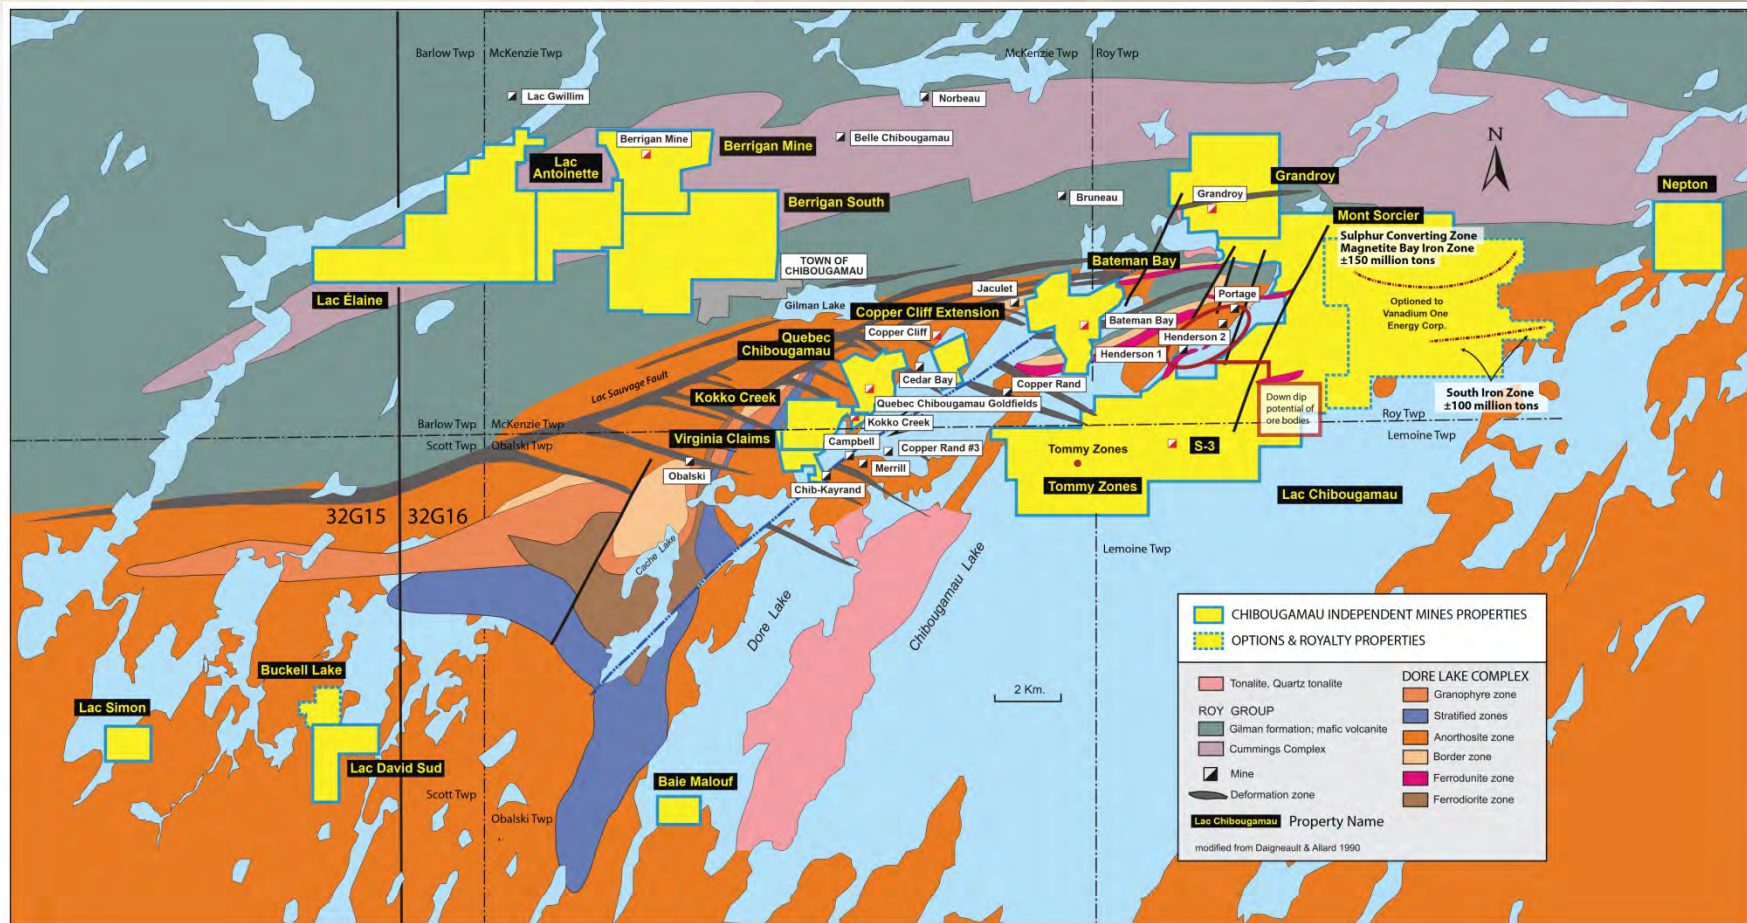 Barlow Twp
McKenzie Twp
McKenzie Twp
Roy Twp
Lac Gwillim
Norbeau
Berrigan Mine
Belle Chibougamau
Berrigan Mine
Lac
Antoinette
Grandroy
N
Nepton
Berrigan South
Bruneau
Grandroy
Mont Sorcier
Sulphur Converting Zone
Magnetite Bay Iron Zone
±150 million tons
TOWN OF
CHIBOUGAMAU
Bateman Bay
Lac Élaine
Gilman Lake
Jaculet
Portage
Optioned to
Vanadium One
Energy Corp.
Copper Cliff Extension
Bateman Bay
Copper Cliff
Henderson 2
Quebec
Chibougamau
Henderson 1
Lac Sauvage Fault
Cedar Bay
Copper Rand
Kokko Creek
Quebec Chibougamau Goldfields
Down dip
potential of
ore bodies
South Iron Zone
±100 million tons
Roy Twp
Lemoine Twp
Barlow Twp
McKenzie Twp
Scott Twp
Obalski Twp
Kokko Creek
Virginia Claims
Campbell
Copper Rand #3
Merrill
Obalski
Chib-Kayrand
Tommy Zones
S-3
Tommy Zones
Lac Chibougamau
32G15
32G16
Cache Lake
Dore Lake
Chibougamau Lake
Lemoine Twp
Buckell Lake
Lac Simon
Lac David Sud
Baie Malouf
Scott Twp
Obalski Twp
2 Km.
CHIBOUGAMAU INDEPENDENT MINES PROPERTIES
OPTIONS & ROYALTY PROPERTIES
Tonalite, Quartz tonalite
ROY GROUP
Gilman formation; mafic volcanite
Cummings Complex
Mine
Deformation zone
Lac Chibougamau
Property Name
modified from Daigneault & Allard 1990
DORE LAKE COMPLEX
Granophyre zone
Stratified zones
Anorthosite zone
Border zone
Ferrodunite zone
Ferrodiorite zone